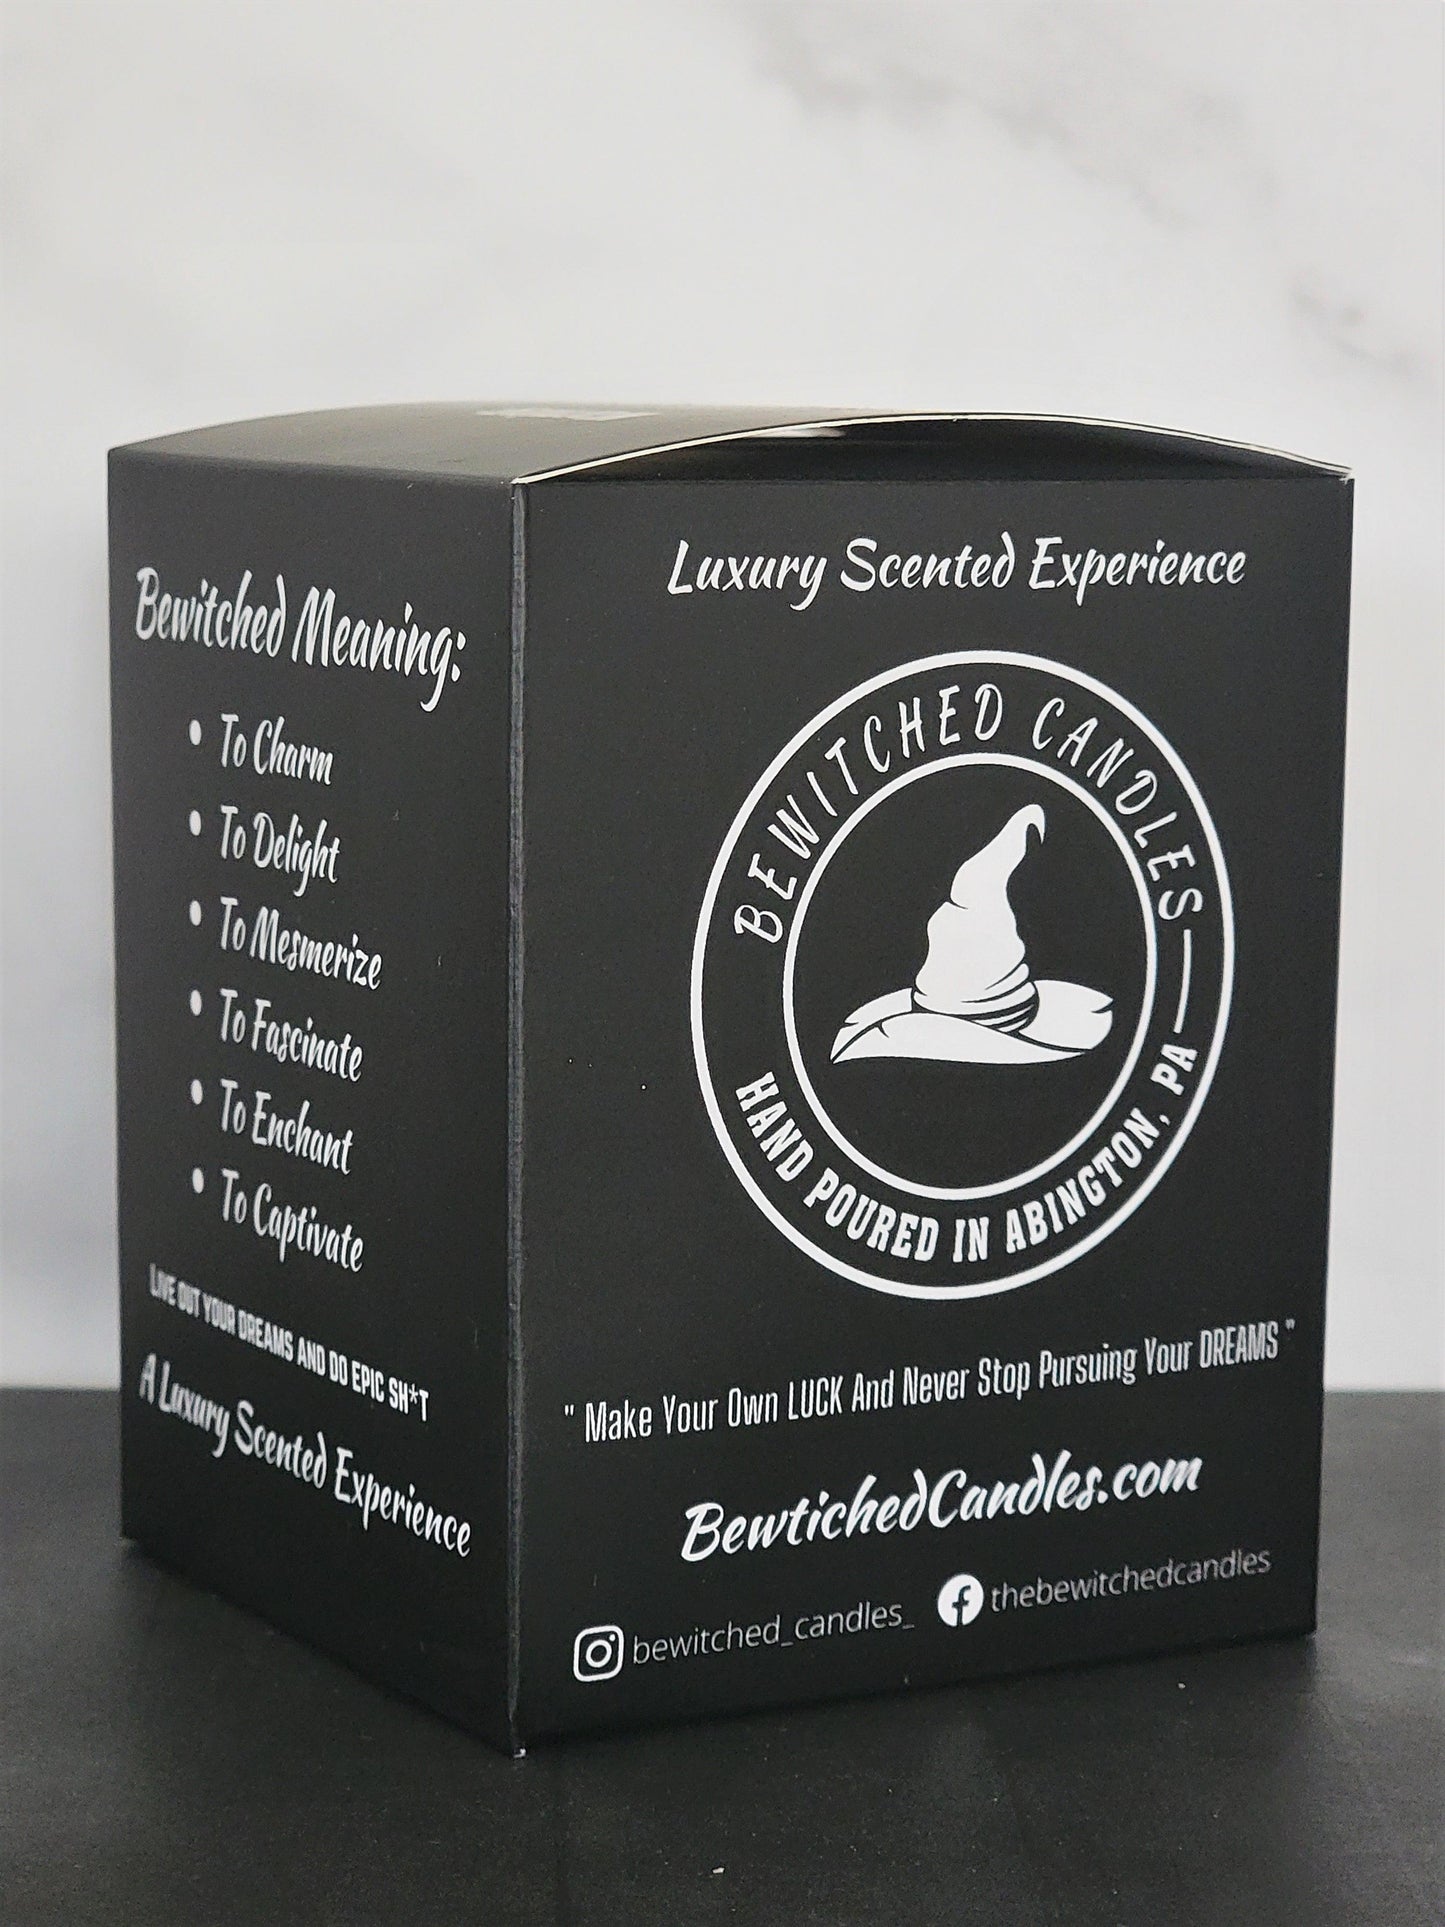 Bewitched Meaning:
• To Charm
• To Delight
• To Mesmerize
• To Fascinate
• To Enchant
• To Captivate
LIVE OUT YOUR DREAMS AND DO EPIC SH*T
A Luxury Scented Experience
Luxury Scented Experience
BEWITCHED CANDLES
HAND POURED IN ABINGTON, PA
" Make Your Own LUCK And Never Stop Pursuing Your DREAMS "
BewtichedCandles.com
bewitched_candles_
thebewitchedcandles